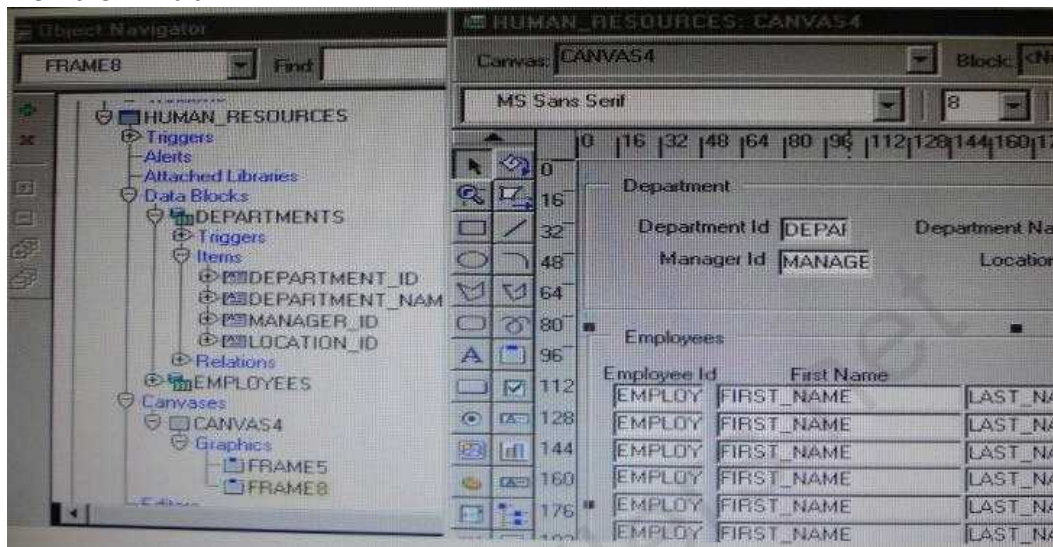 Object Navigator
FRAME8
Find:
HUMAN_RESOURCES
Triggers
Alerts
Attached Libraries
Data Blocks
DEPARTMENTS
Triggers
Items
DEPARTMENT_ID
DEPARTMENT_NAM
MANAGER_ID
LOCATION_ID
Relations
EMPLOYEES
Canvases
CANVAS4
Graphics
FRAME5
FRAME8
HUMAN_RESOURCES: CANVAS4
Canvas: CANVAS4 Block:
MS Sans Serif 8
0 16 32 48 64 80 96 112 128 144 160
0
16
32
48
64
80
96
112
128
144
160
176
Department
Department Id DEPAR Department Na
Manager Id MANAGE Location
Employees
Employee Id First Name
EMPLOY FIRST_NAME LAST_NA
EMPLOY FIRST_NAME LAST_NA
EMPLOY FIRST_NAME LAST_NA
EMPLOY FIRST_NAME LAST_NA
EMPLOY FIRST_NAME LAST_NA
EMPLOY FIRST_NAME LAST_NA